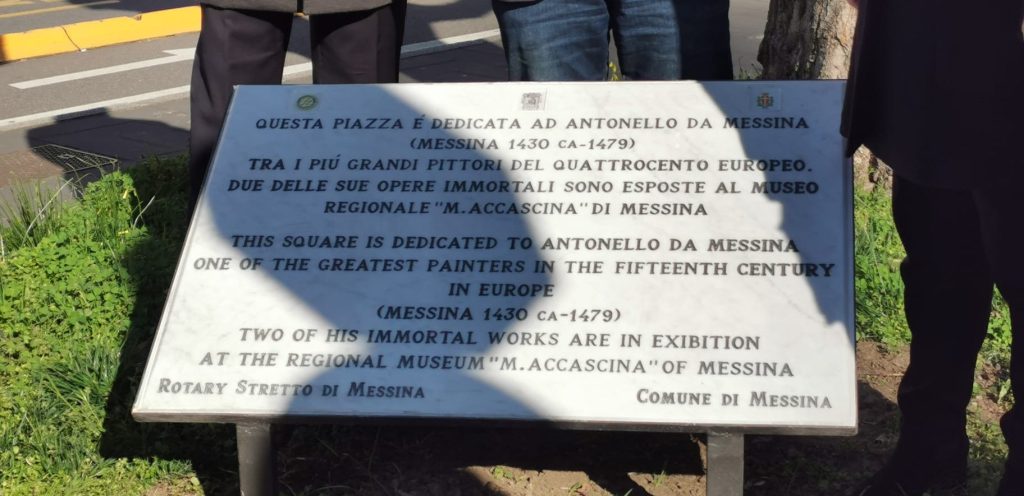 QUESTA PIAZZA É DEDICATA AD ANTONELLO DA MESSINA
(MESSINA 1430 CA-1479)
TRA I PIÚ GRANDI PITTORI DEL QUATTROCENTO EUROPEO.
DUE DELLE SUE OPERE IMMORTALI SONO ESPOSTE AL MUSEO
REGIONALE "M.ACCASCINA" DI MESSINA
THIS SQUARE IS DEDICATED TO ANTONELLO DA MESSINA
ONE OF THE GREATEST PAINTERS IN THE FIFTEENTH CENTURY
IN EUROPE
(MESSINA 1430 CA-1479)
TWO OF HIS IMMORTAL WORKS ARE IN EXIBITION
AT THE REGIONAL MUSEUM "M.ACCASCINA" OF MESSINA
ROTARY STRETTO DI MESSINA
COMUNE DI MESSINA